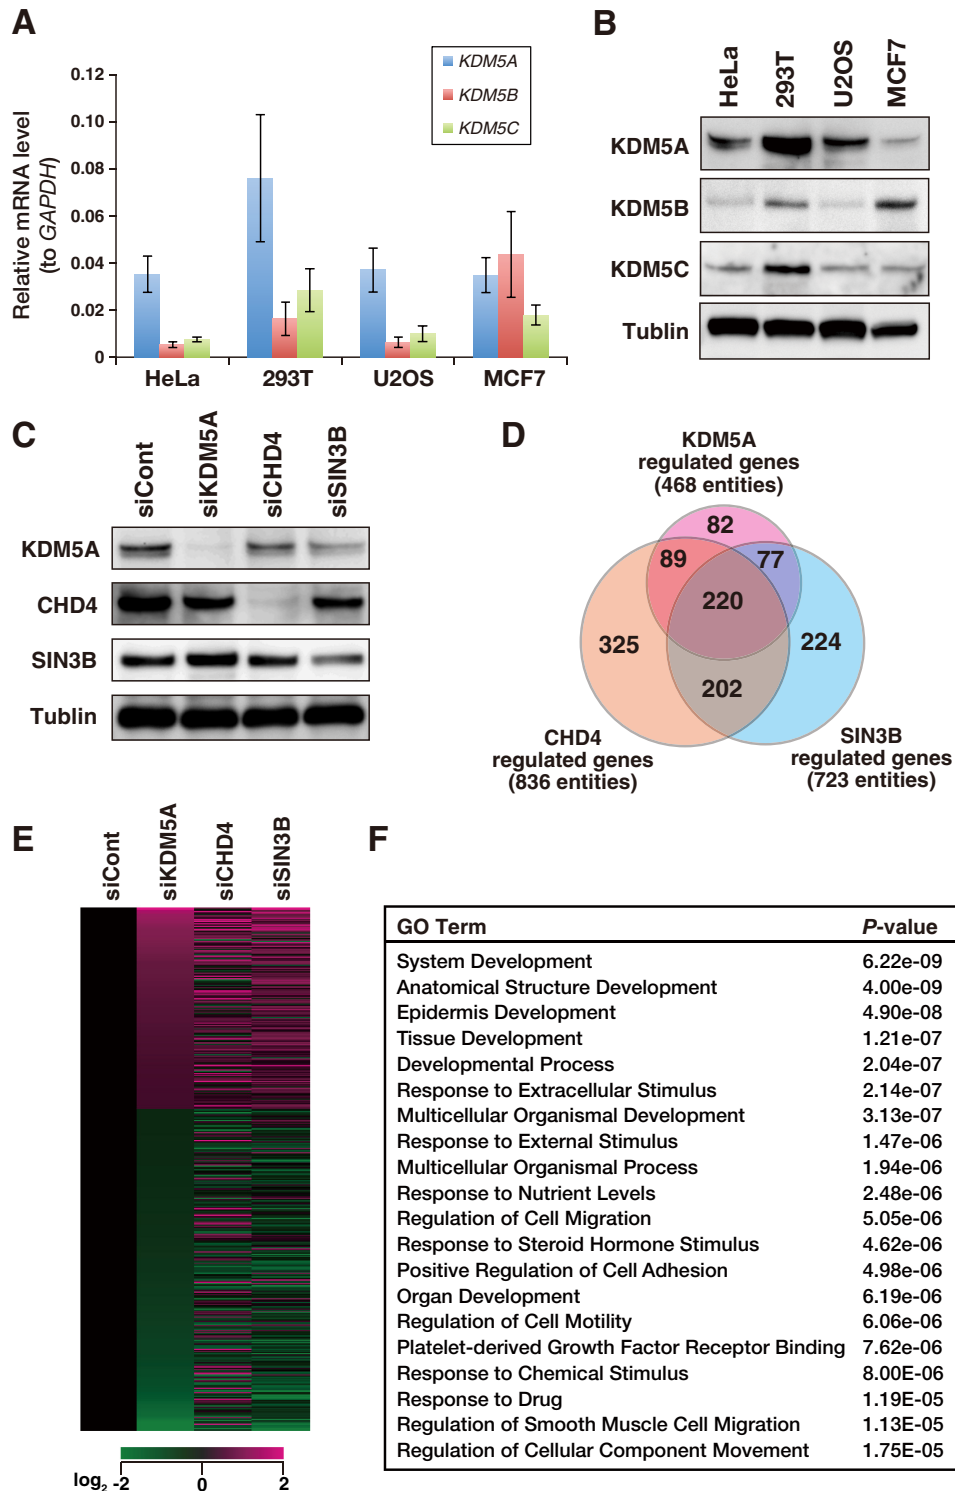 A
KDM5A
KDM5B
KDM5C
0.12
0.10
0.08
0.06
0.04
0.02
0
Relative mRNA level
(to GAPDH)
HeLa 293T U2OS MCF7
B
HeLa 293T U2OS MCF7
KDM5A
KDM5B
KDM5C
Tublin
C
siCont siKDM5A siCHD4 siSIN3B
KDM5A
CHD4
SIN3B
Tublin
D
KDM5A
regulated genes
(468 entities)
82
89 77
220
325 224
202
CHD4
regulated genes
(836 entities)
SIN3B
regulated genes
(723 entities)
E
siCont siKDM5A siCHD4 siSIN3B
log2 -2 0 2
F
GO Term P-value
System Development 6.22e-09
Anatomical Structure Development 4.00e-09
Epidermis Development 4.90e-08
Tissue Development 1.21e-07
Developmental Process 2.04e-07
Response to Extracellular Stimulus 2.14e-07
Multicellular Organismal Development 3.13e-07
Response to External Stimulus 1.47e-06
Multicellular Organismal Process 1.94e-06
Response to Nutrient Levels 2.48e-06
Regulation of Cell Migration 5.05e-06
Response to Steroid Hormone Stimulus 4.62e-06
Positive Regulation of Cell Adhesion 4.98e-06
Organ Development 6.19e-06
Regulation of Cell Motility 6.06e-06
Platelet-derived Growth Factor Receptor Binding 7.62e-06
Response to Chemical Stimulus 8.00E-06
Response to Drug 1.19E-05
Regulation of Smooth Muscle Cell Migration 1.13E-05
Regulation of Cellular Component Movement 1.75E-05